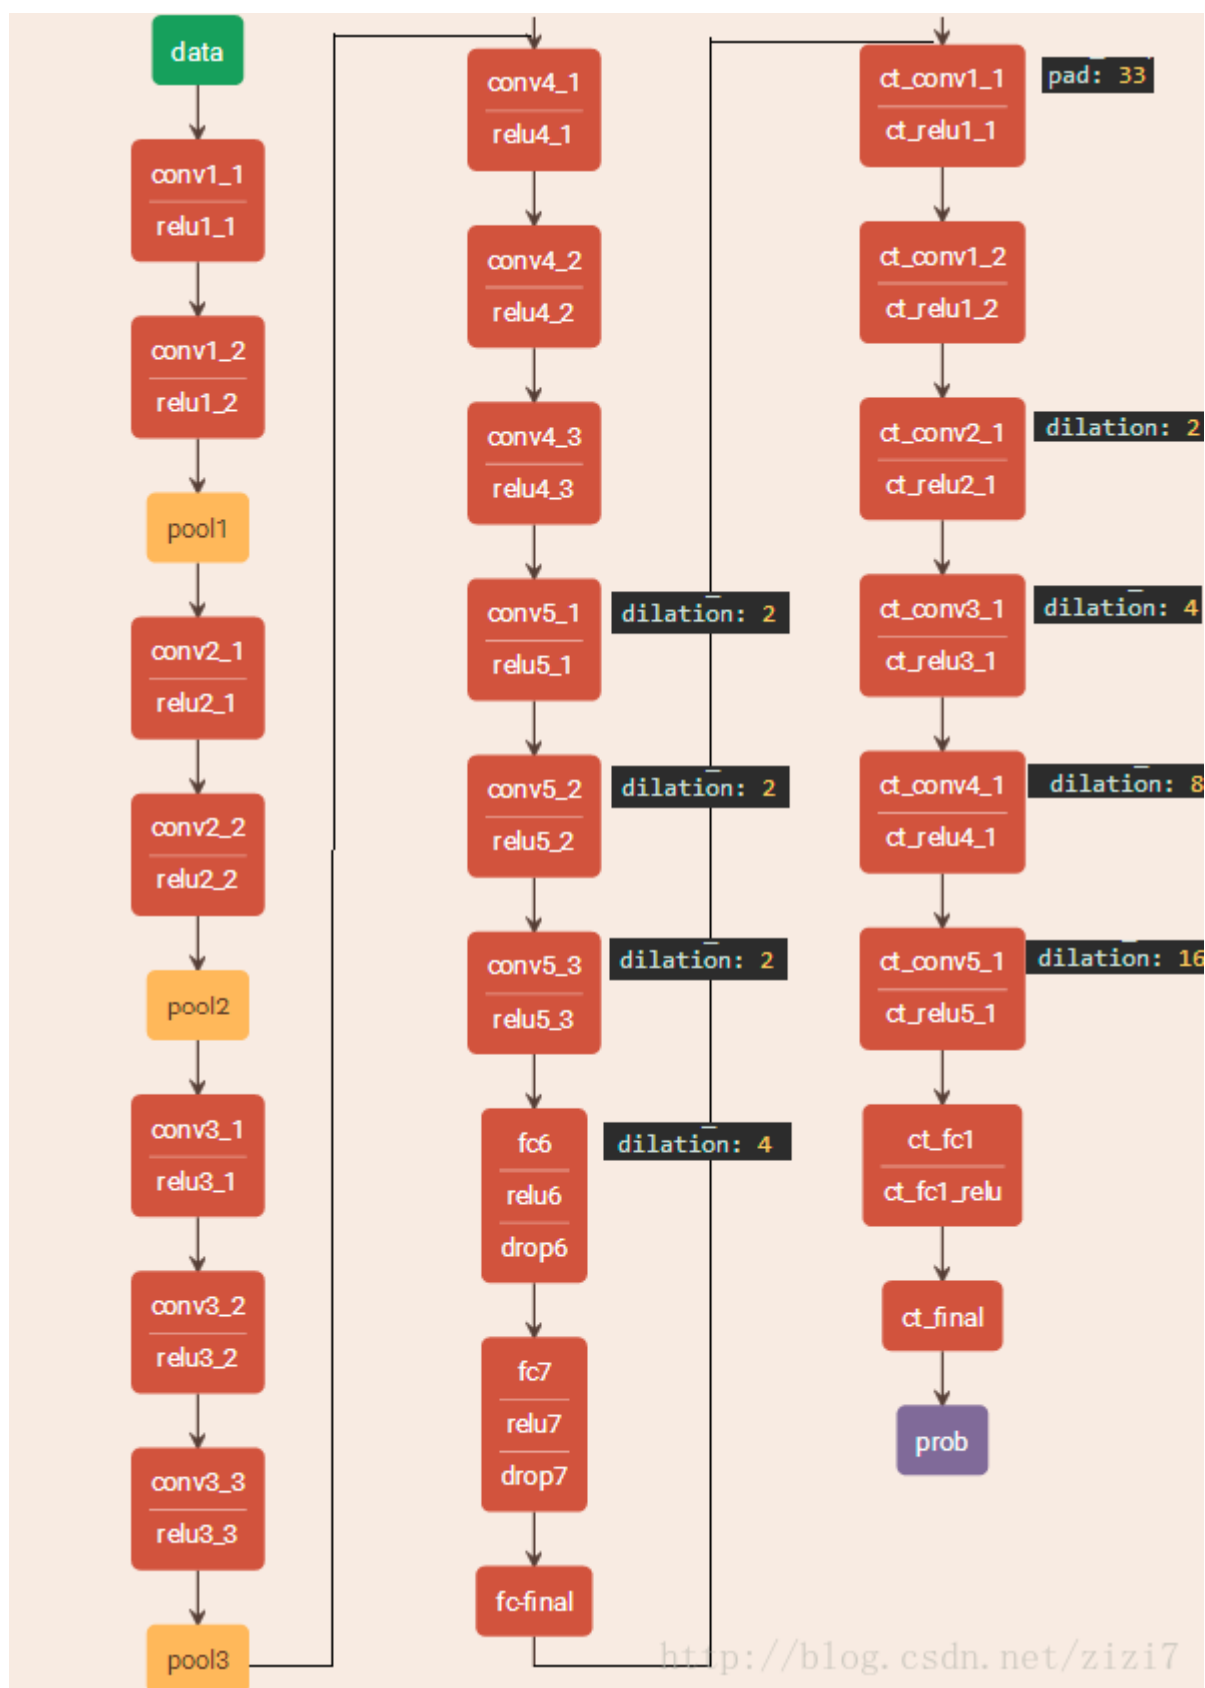 data
conv1_1
relu1_1
conv1_2
relu1_2
pool1
conv2_1
relu2_1
conv2_2
relu2_2
pool2
conv3_1
relu3_1
conv3_2
relu3_2
conv3_3
relu3_3
pool3
conv4_1
relu4_1
conv4_2
relu4_2
conv4_3
relu4_3
conv5_1
relu5_1
dilation: 2
conv5_2
relu5_2
dilation: 2
conv5_3
relu5_3
dilation: 2
fc6
relu6
drop6
dilation: 4
fc7
relu7
drop7
fc-final
ct_conv1_1
ct_relu1_1
pad: 33
ct_conv1_2
ct_relu1_2
ct_conv2_1
ct_relu2_1
dilation: 2
ct_conv3_1
ct_relu3_1
dilation: 4
ct_conv4_1
ct_relu4_1
dilation: 8
ct_conv5_1
ct_relu5_1
dilation: 16
ct_fc1
ct_fc1_relu
ct_final
prob
http://blog.csdn.net/zizi7